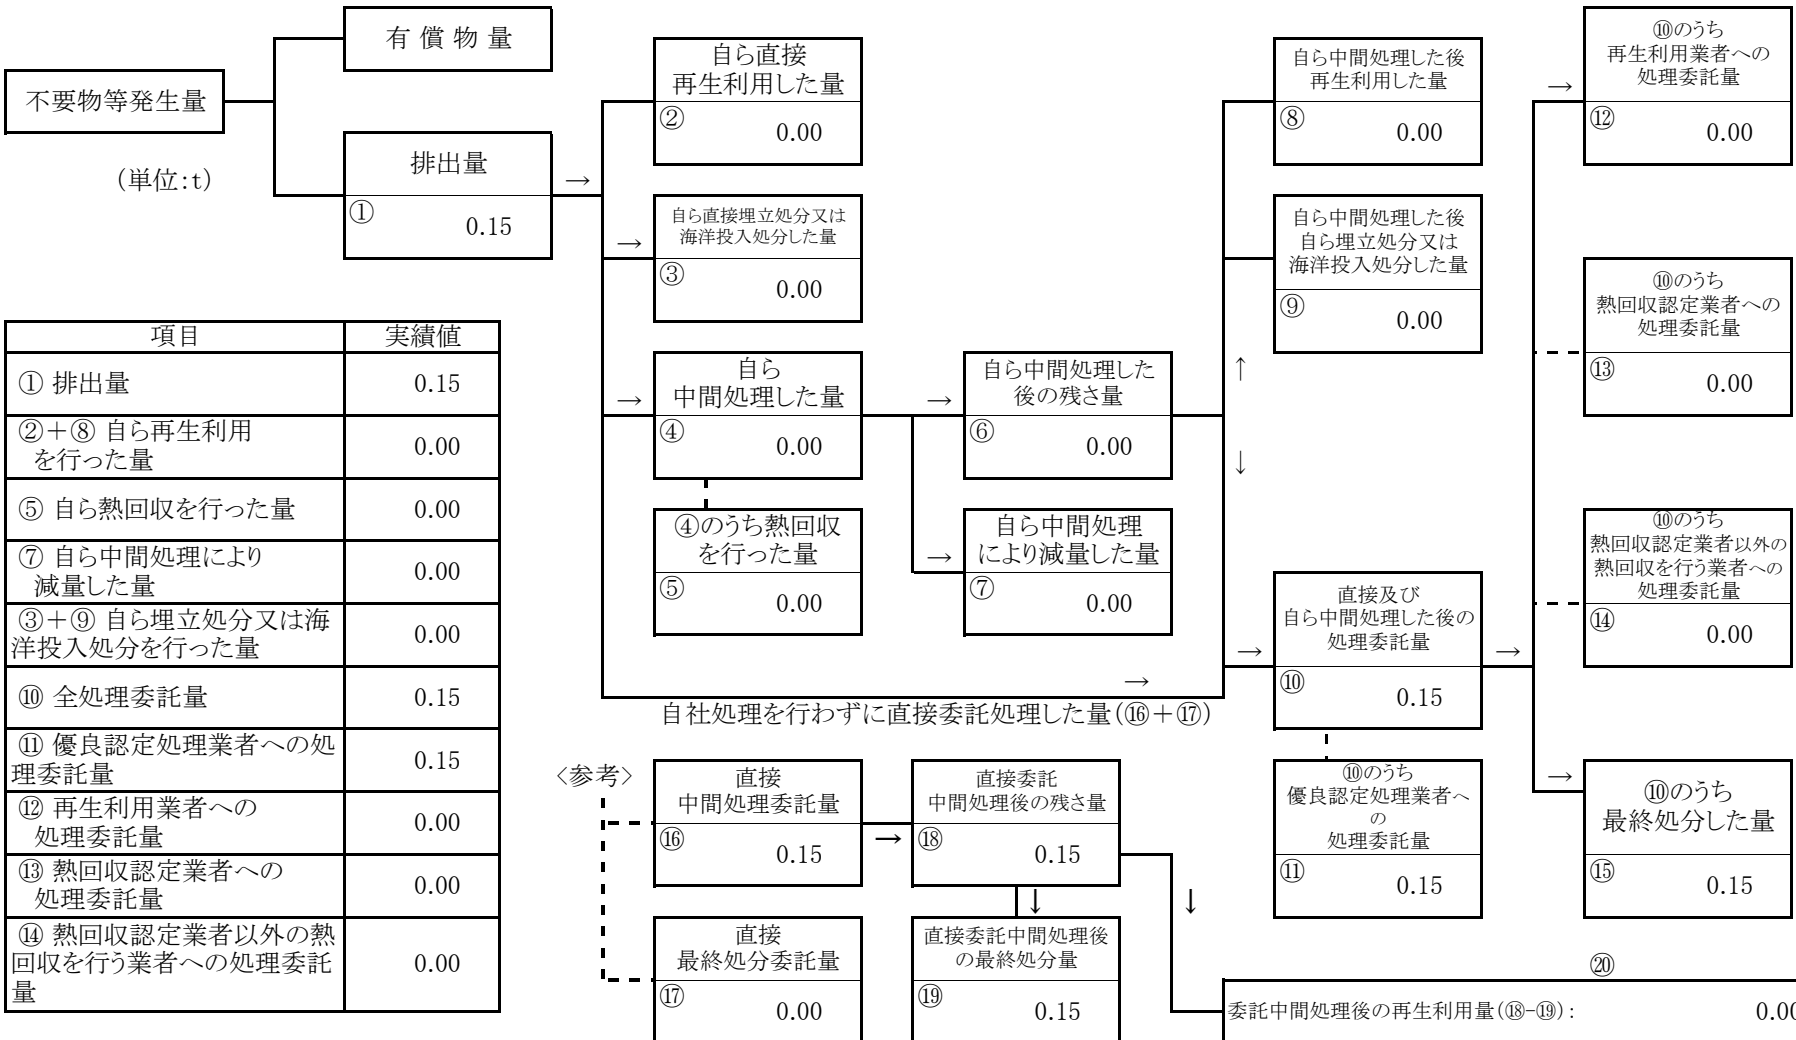 不要物等発生量
有 償 物 量
(単位:t)
排出量
①
0.15
→
自ら直接
再生利用した量
②
0.00
→
自ら直接埋立処分又は
海洋投入処分した量
③
0.00
→
自ら
中間処理した量
④
0.00
④のうち熱回収
を行った量
⑤
0.00
→
自ら中間処理した
後の残さ量
⑥
0.00
→
自ら中間処理
により減量した量
⑦
0.00
自ら中間処理した後
再生利用した量
⑧
0.00
自ら中間処理した後
自ら埋立処分又は
海洋投入処分した量
⑨
0.00
↑
↓
→
自社処理を行わずに直接委託処理した量(⑯+⑰)
→
直接及び
自ら中間処理した後の
処理委託量
⑩
0.15
→
⑩のうち
優良認定処理業者へ
の
処理委託量
⑪
0.15
→
⑩のうち
再生利用業者への
処理委託量
⑫
0.00
⑩のうち
熱回収認定業者への
処理委託量
⑬
0.00
⑩のうち
熱回収認定業者以外の
熱回収を行う業者への
処理委託量
⑭
0.00
→
⑩のうち
最終処分した量
⑮
0.15
項目 実績値
① 排出量 0.15
②+⑧ 自ら再生利用
を行った量 0.00
⑤ 自ら熱回収を行った量 0.00
⑦ 自ら中間処理により
減量した量 0.00
③+⑨ 自ら埋立処分又は海
洋投入処分を行った量 0.00
⑩ 全処理委託量 0.15
⑪ 優良認定処理業者への処
理委託量 0.15
⑫ 再生利用業者への
処理委託量 0.00
⑬ 熱回収認定業者への
処理委託量 0.00
⑭ 熱回収認定業者以外の熱
回収を行う業者への処理委託
量 0.00
〈参考〉
直接
中間処理委託量
⑯
0.15
→
直接委託
中間処理後の残さ量
⑱
0.15
↓
↓
直接
最終処分委託量
⑰
0.00
直接委託中間処理後
の最終処分量
⑲
0.15
⑳
委託中間処理後の再生利用量(⑱-⑲): 0.00